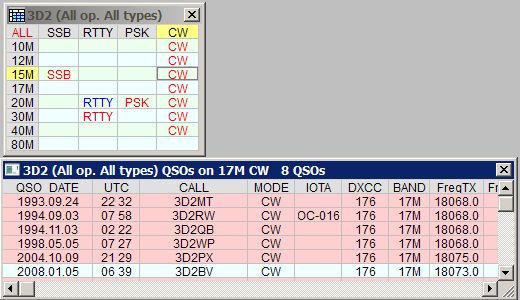 3D2 (All op. All types)
ALL SSB RTTY PSK CW
10M CW
12M CW
15M SSB CW
17M CW
20M RTTY PSK CW
30M RTTY CW
40M CW
80M
3D2 (All op. All types) QSOs on 17M CW 8 QSOs
QSO DATE UTC CALL MODE IOTA DXCC BAND FreqTX Fr
1993.09.24 22 32 3D2MT CW 176 17M 18068.0
1994.09.03 07 58 3D2RW CW OC-016 176 17M 18068.0
1994.11.03 02 22 3D2QB CW 176 17M 18068.0
1998.05.05 07 27 3D2WP CW 176 17M 18068.0
2004.10.09 21 29 3D2PX CW 176 17M 18075.0
2008.01.05 06 39 3D2BV CW 176 17M 18073.0